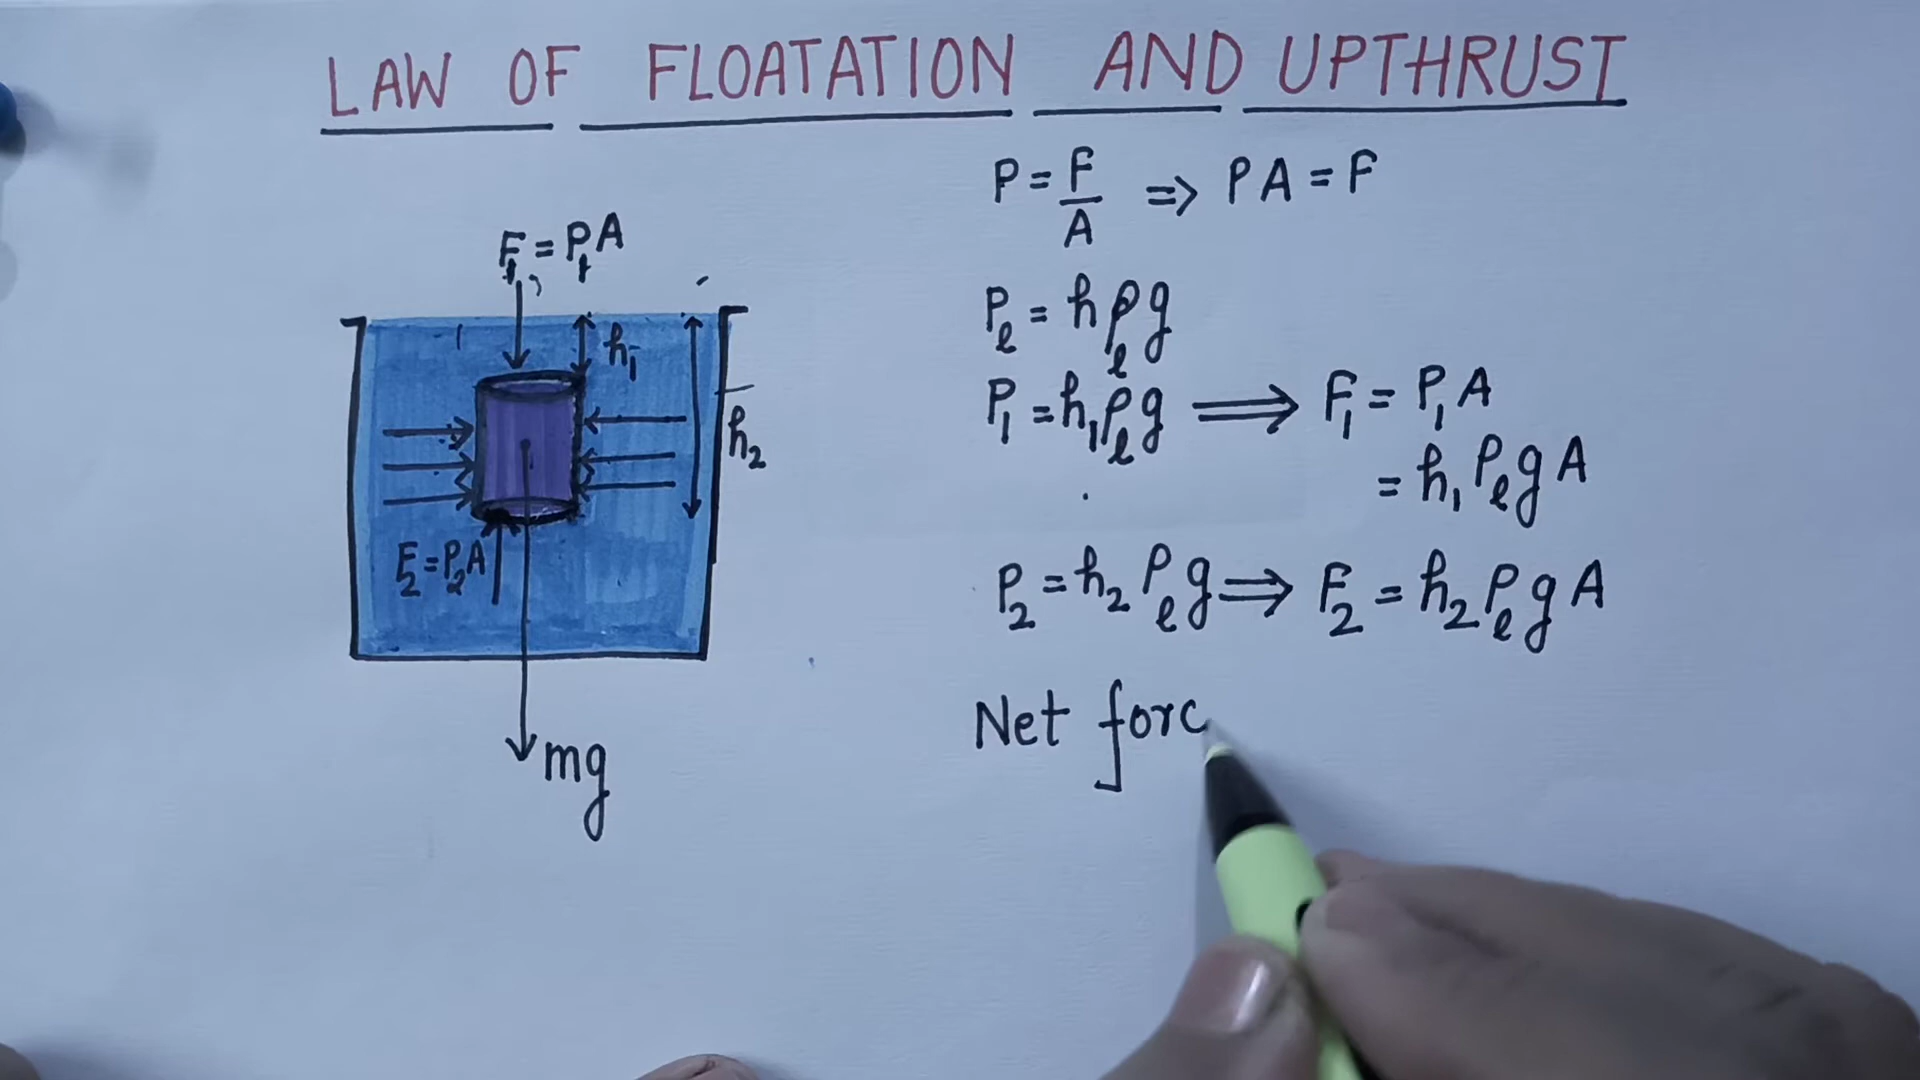 LAW OF FLOATATION AND UPTHRUST
P = F/A => PA = F
F₁ = P₁A
Pₗ = hρₗg
h₁
P₁ = h₁ρₗg ⟹ F₁ = P₁A
h₂
= h₁ρₗgA
F₂ = P₂A
P₂ = h₂ρₗg ⟹ F₂ = h₂ρₗgA
Net forc
mg